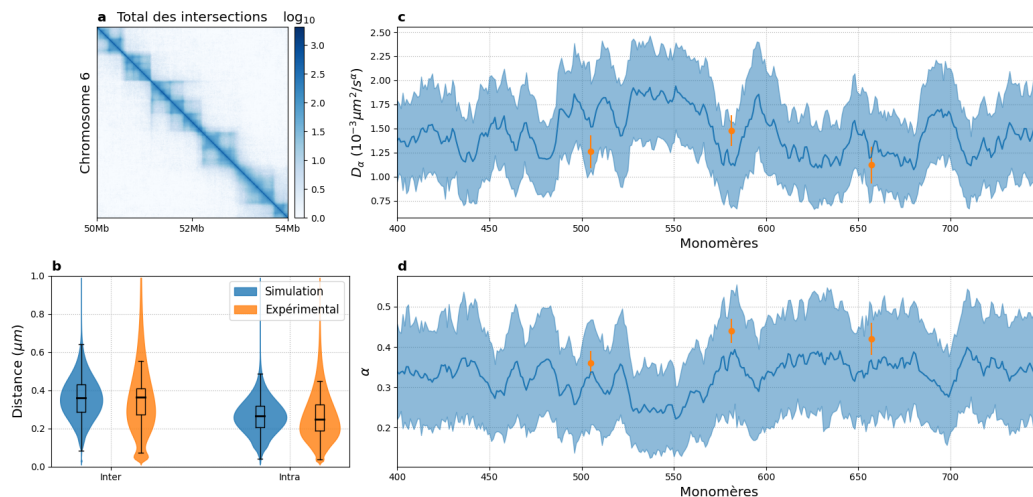 a Total des intersections log10
Chromosome 6
3.0
2.5
2.0
1.5
1.0
0.5
0.0
50Mb 52Mb 54Mb
b
Distance (μm)
1.0
0.8
0.6
0.4
0.2
0.0
Simulation
Expérimental
Inter Intra
c
Dα (10⁻³μm²/sᵅ)
2.50
2.25
2.00
1.75
1.50
1.25
1.00
0.75
400 450 500 550 600 650 700
Monomères
d
α
0.5
0.4
0.3
0.2
400 450 500 550 600 650 700
Monomères